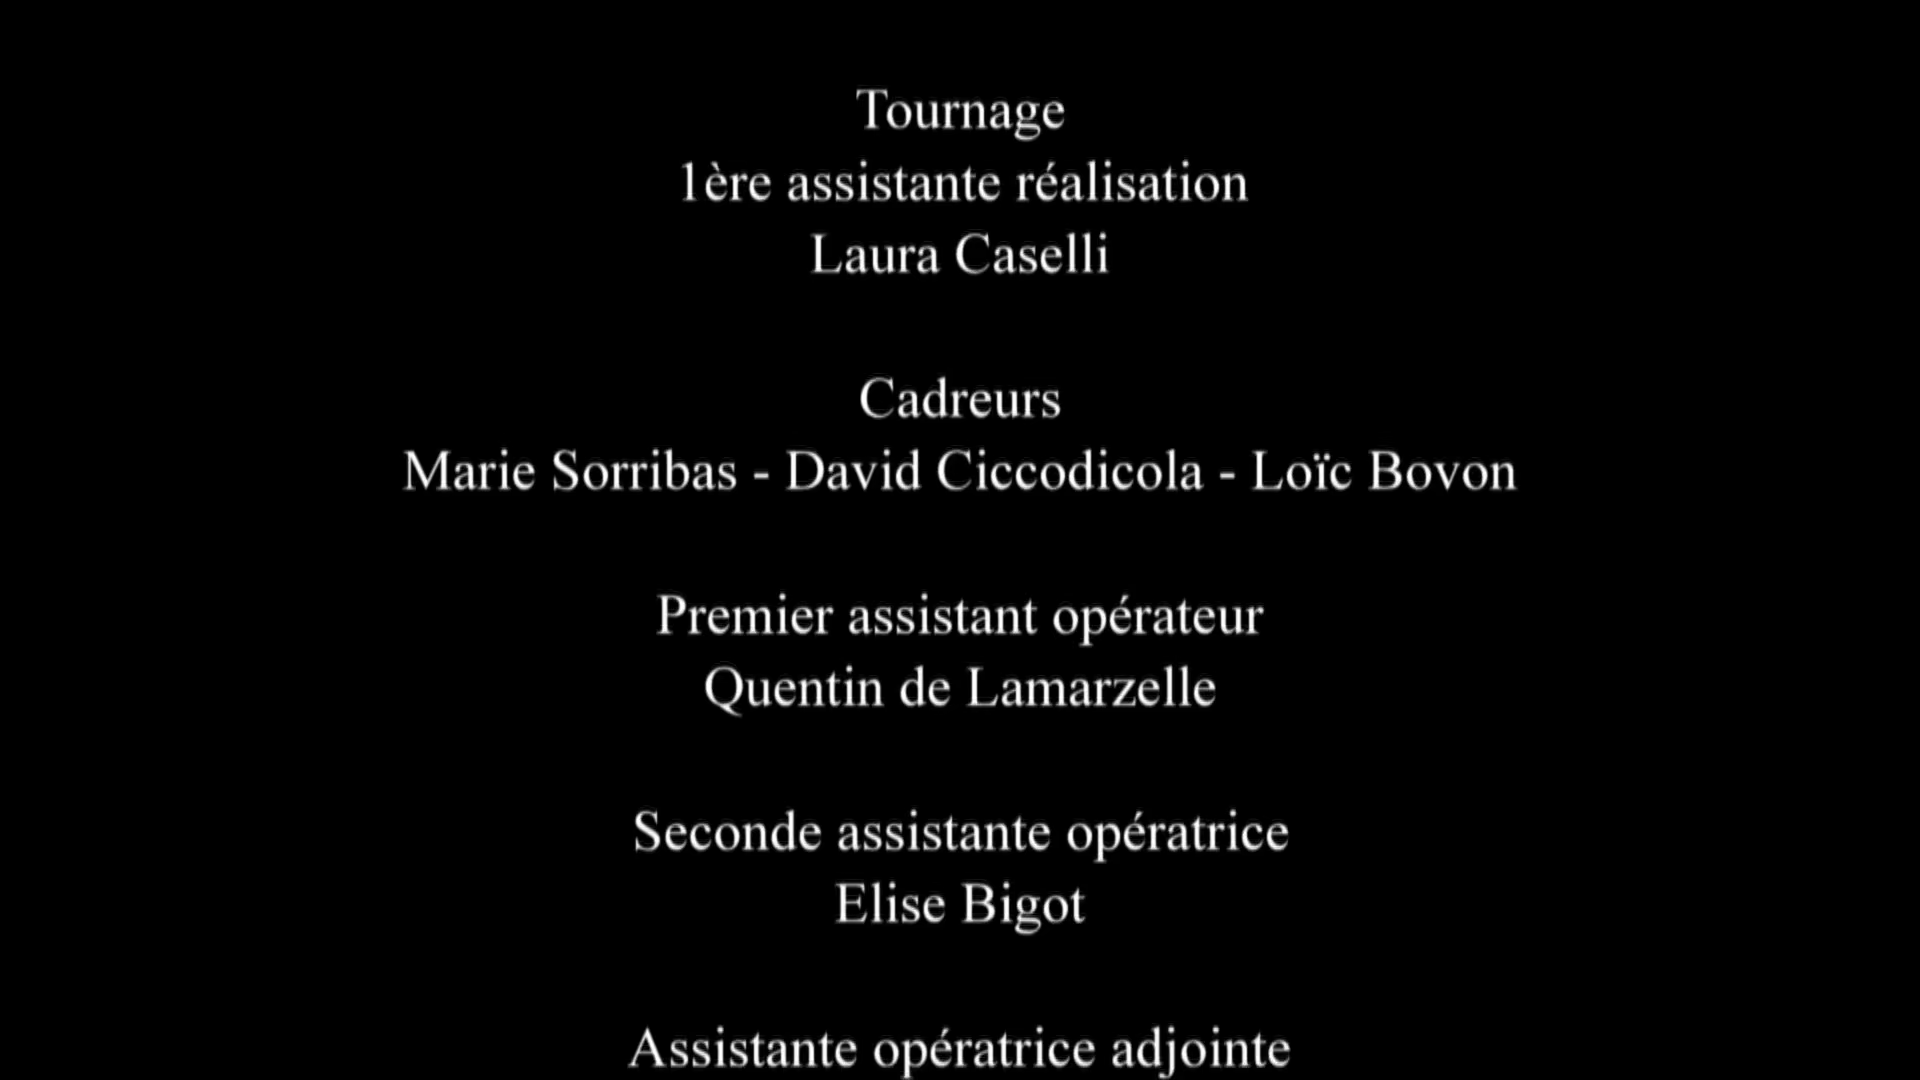 Tournage
1ère assistante réalisation
Laura Caselli
Cadreurs
Marie Sorribas - David Ciccodicola - Loïc Bovon
Premier assistant opérateur
Quentin de Lamarzelle
Seconde assistante opératrice
Elise Bigot
Assistante opératrice adjointe